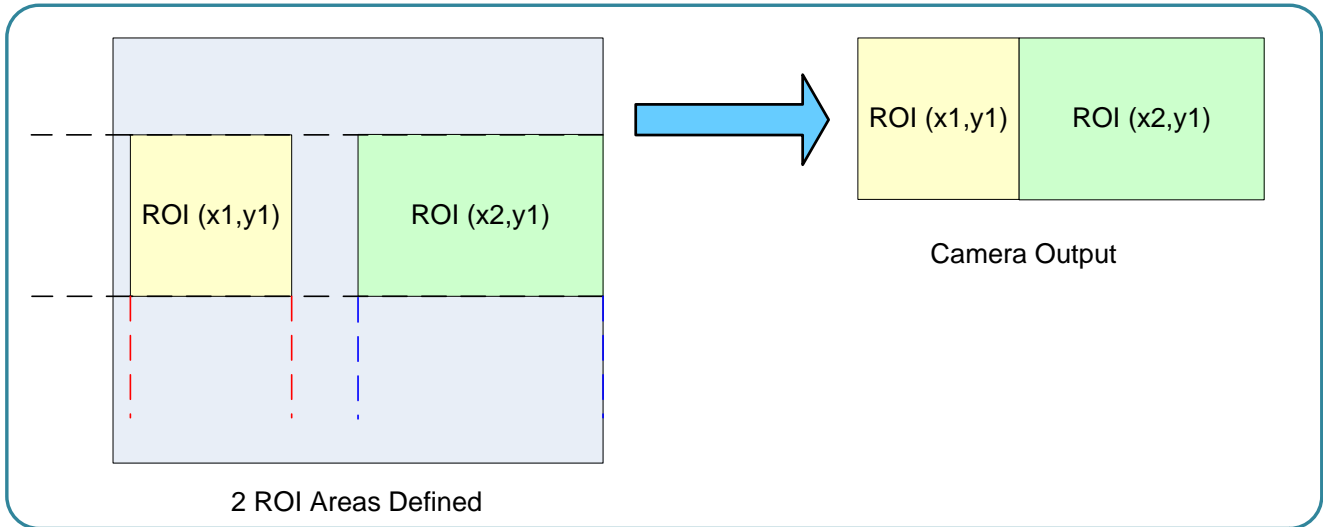 ROI (x1,y1)
ROI (x2,y1)
2 ROI Areas Defined
ROI (x1,y1)
ROI (x2,y1)
Camera Output